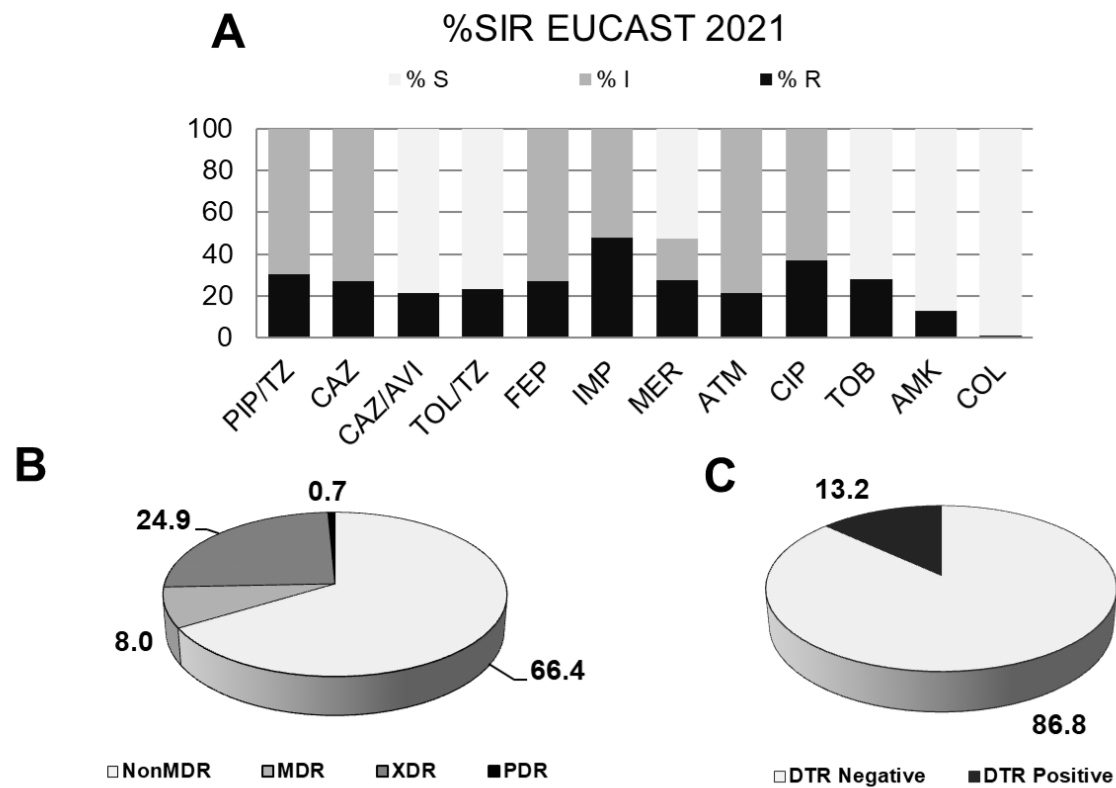 A
%SIR EUCAST 2021
% S % I % R
100
80
60
40
20
0
PIP/TZ CAZ CAZ/AVI TOL/TZ FEP IMP MER ATM CIP TOB AMK COL
B
0.7
24.9
8.0
66.4
NonMDR MDR XDR PDR
C
13.2
86.8
DTR Negative DTR Positive